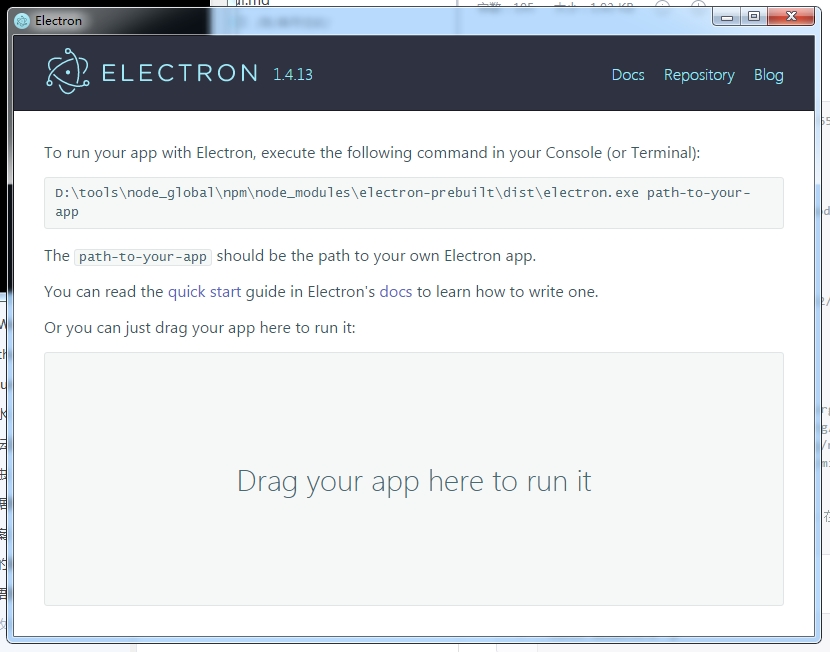 Electron
ELECTRON 1.4.13
Docs Repository Blog
To run your app with Electron, execute the following command in your Console (or Terminal):
D:\tools\node_global\npm\node_modules\electron-prebuilt\dist\electron.exe path-to-your-
app
The path-to-your-app should be the path to your own Electron app.
You can read the quick start guide in Electron's docs to learn how to write one.
Or you can just drag your app here to run it:
Drag your app here to run it